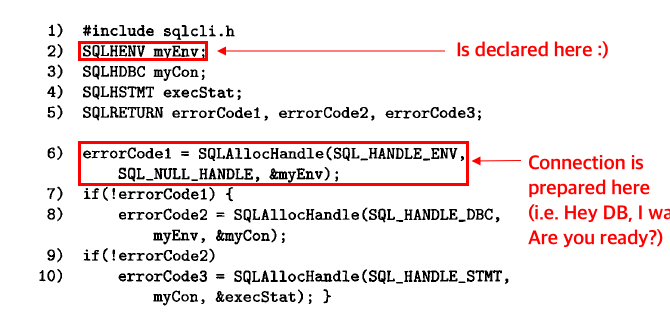 1) #include sqlcli.h
2) SQLHENV myEnv;
Is declared here :)
3) SQLHDBC myCon;
4) SQLHSTMT execStat;
5) SQLRETURN errorCode1, errorCode2, errorCode3;
6) errorCode1 = SQLAllocHandle(SQL_HANDLE_ENV,
SQL_NULL_HANDLE, &myEnv);
Connection is
prepared here
(i.e. Hey DB, I wa
Are you ready?)
7) if(!errorCode1) {
8) errorCode2 = SQLAllocHandle(SQL_HANDLE_DBC,
myEnv, &myCon);
9) if(!errorCode2)
10) errorCode3 = SQLAllocHandle(SQL_HANDLE_STMT,
myCon, &execStat); }